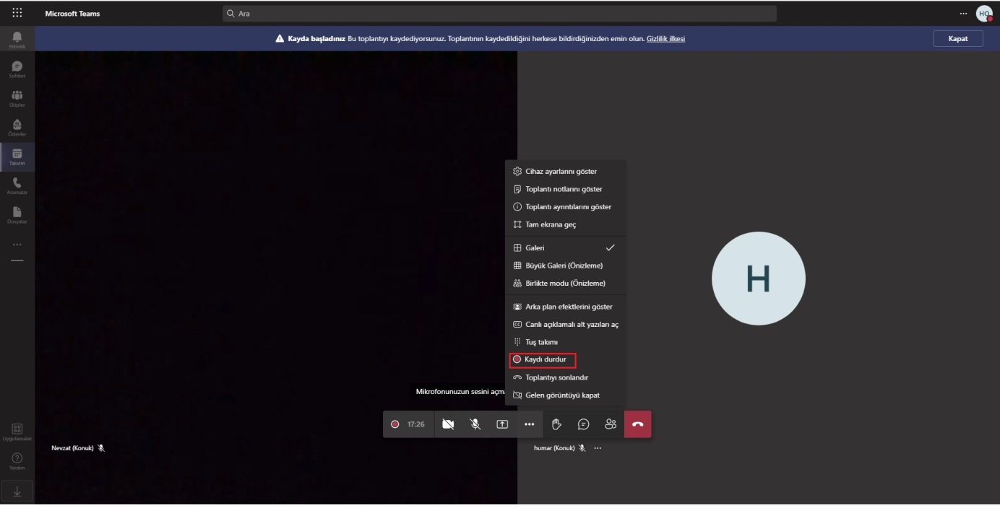 Microsoft Teams
Ara
HO
Kayda başladınız Bu toplantıyı kaydediyorsunuz. Toplantının kaydedildiğini herkese bildirdiğinizden emin olun. Gizlilik ilkesi
Kapat
Etkinlik
Sohbet
Ekipler
Ödevler
Takvim
Aramalar
Dosyalar
Uygulamalar
Yardım
Cihaz ayarlarını göster
Toplantı notlarını göster
Toplantı ayrıntılarını göster
Tam ekrana geç
Galeri
Büyük Galeri (Önizleme)
Birlikte modu (Önizleme)
Arka plan efektlerini göster
CC Canlı açıklamalı alt yazıları aç
Tuş takımı
Kaydı durdur
Toplantıyı sonlandır
Gelen görüntüyü kapat
H
Mikrofonunuzun sesini açm
17:26
Nevzat (Konuk)
humar (Konuk)